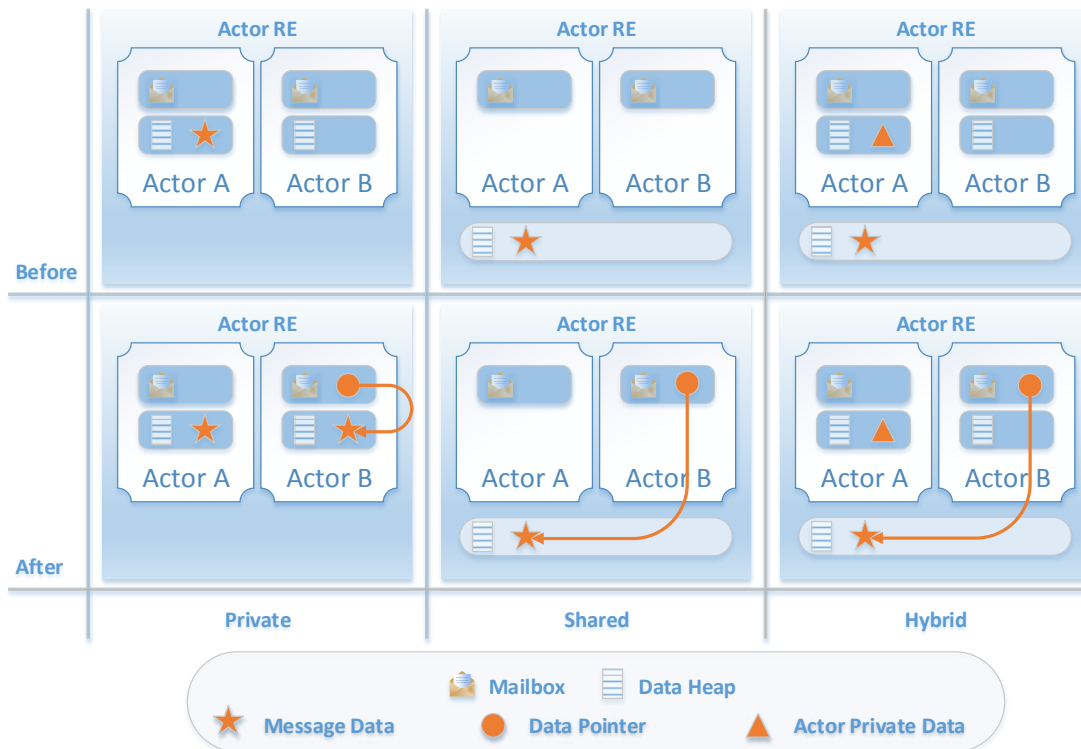 Actor RE
Actor RE
Actor RE
Actor A
Actor B
Actor A
Actor B
Actor A
Actor B
Before
Actor RE
Actor RE
Actor RE
Actor A
Actor B
Actor A
Actor B
Actor A
Actor B
After
Private
Shared
Hybrid
Mailbox
Data Heap
Message Data
Data Pointer
Actor Private Data